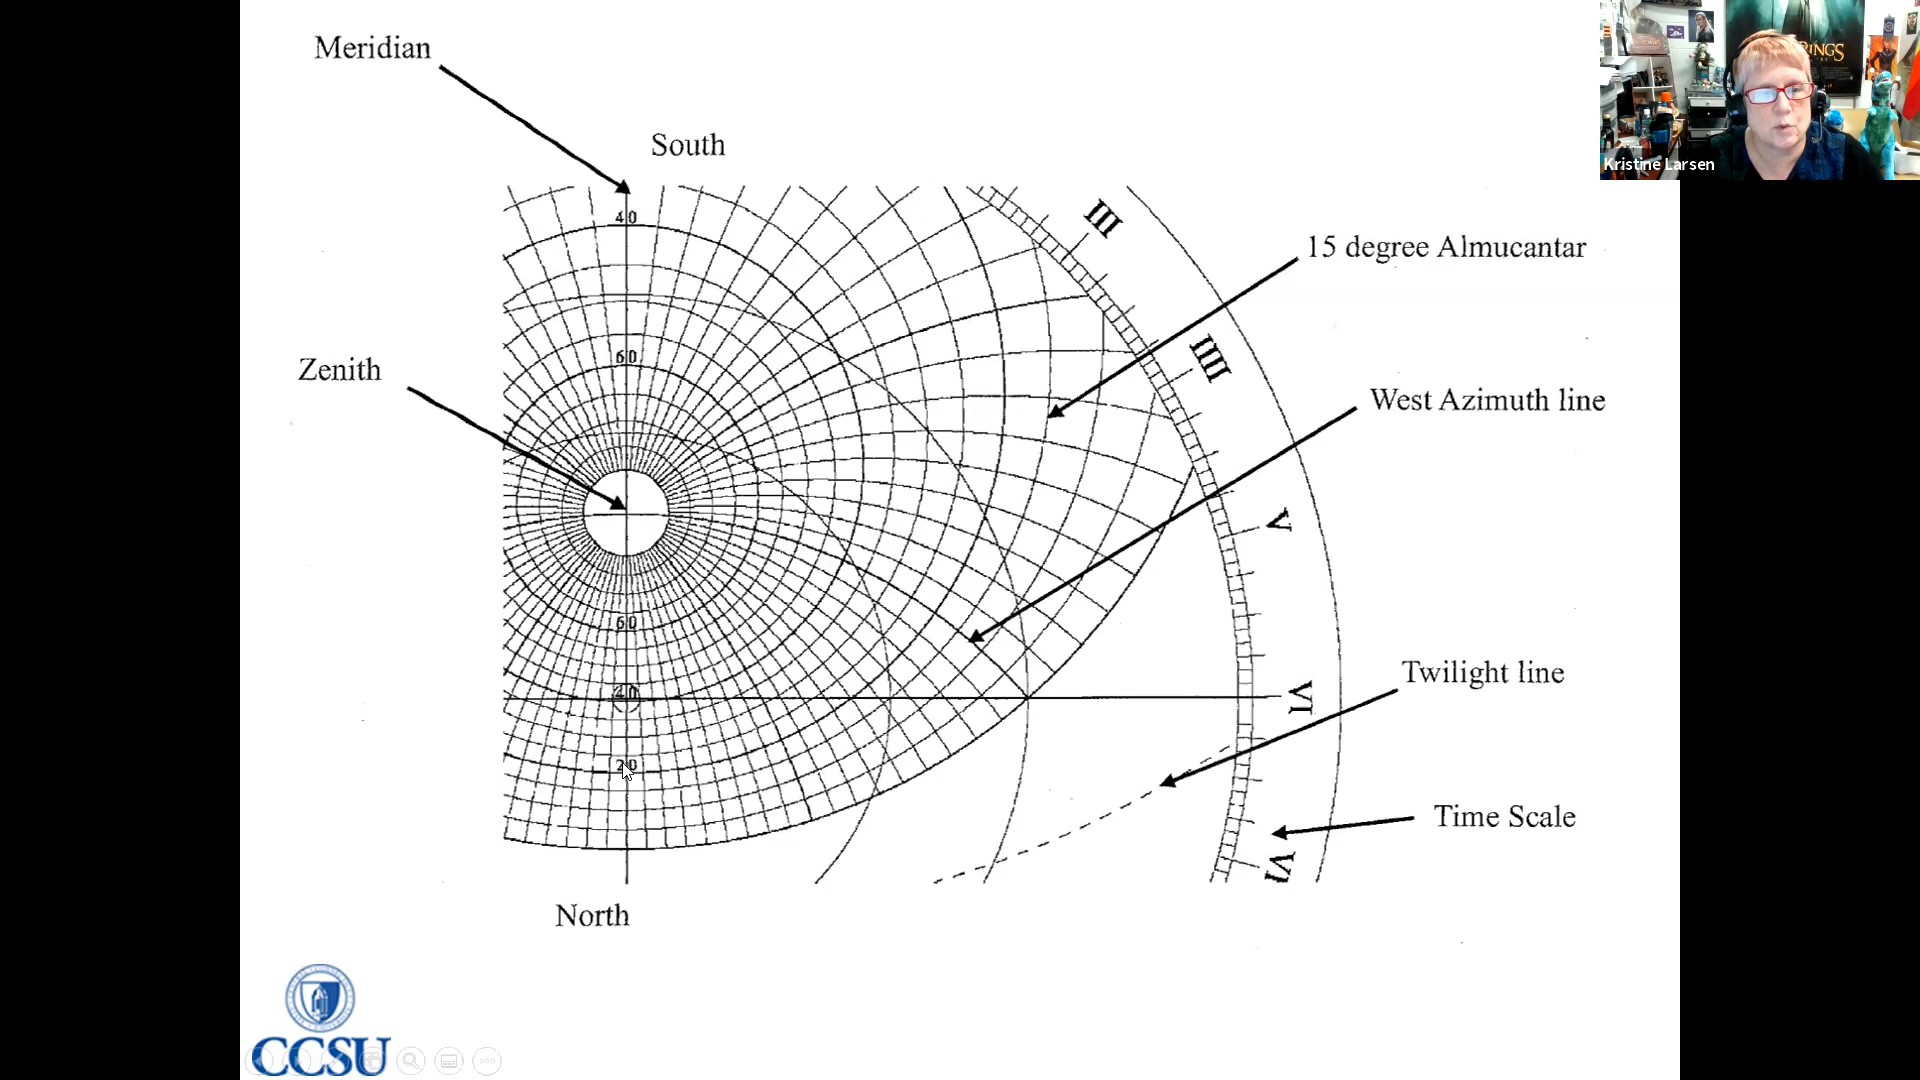 Meridian
South
RINGS
Kristine Larsen
40
III
15 degree Almucantar
60
IIII
Zenith
West Azimuth line
V
60
40
VI
Twilight line
20
Time Scale
VI
North
CCSU